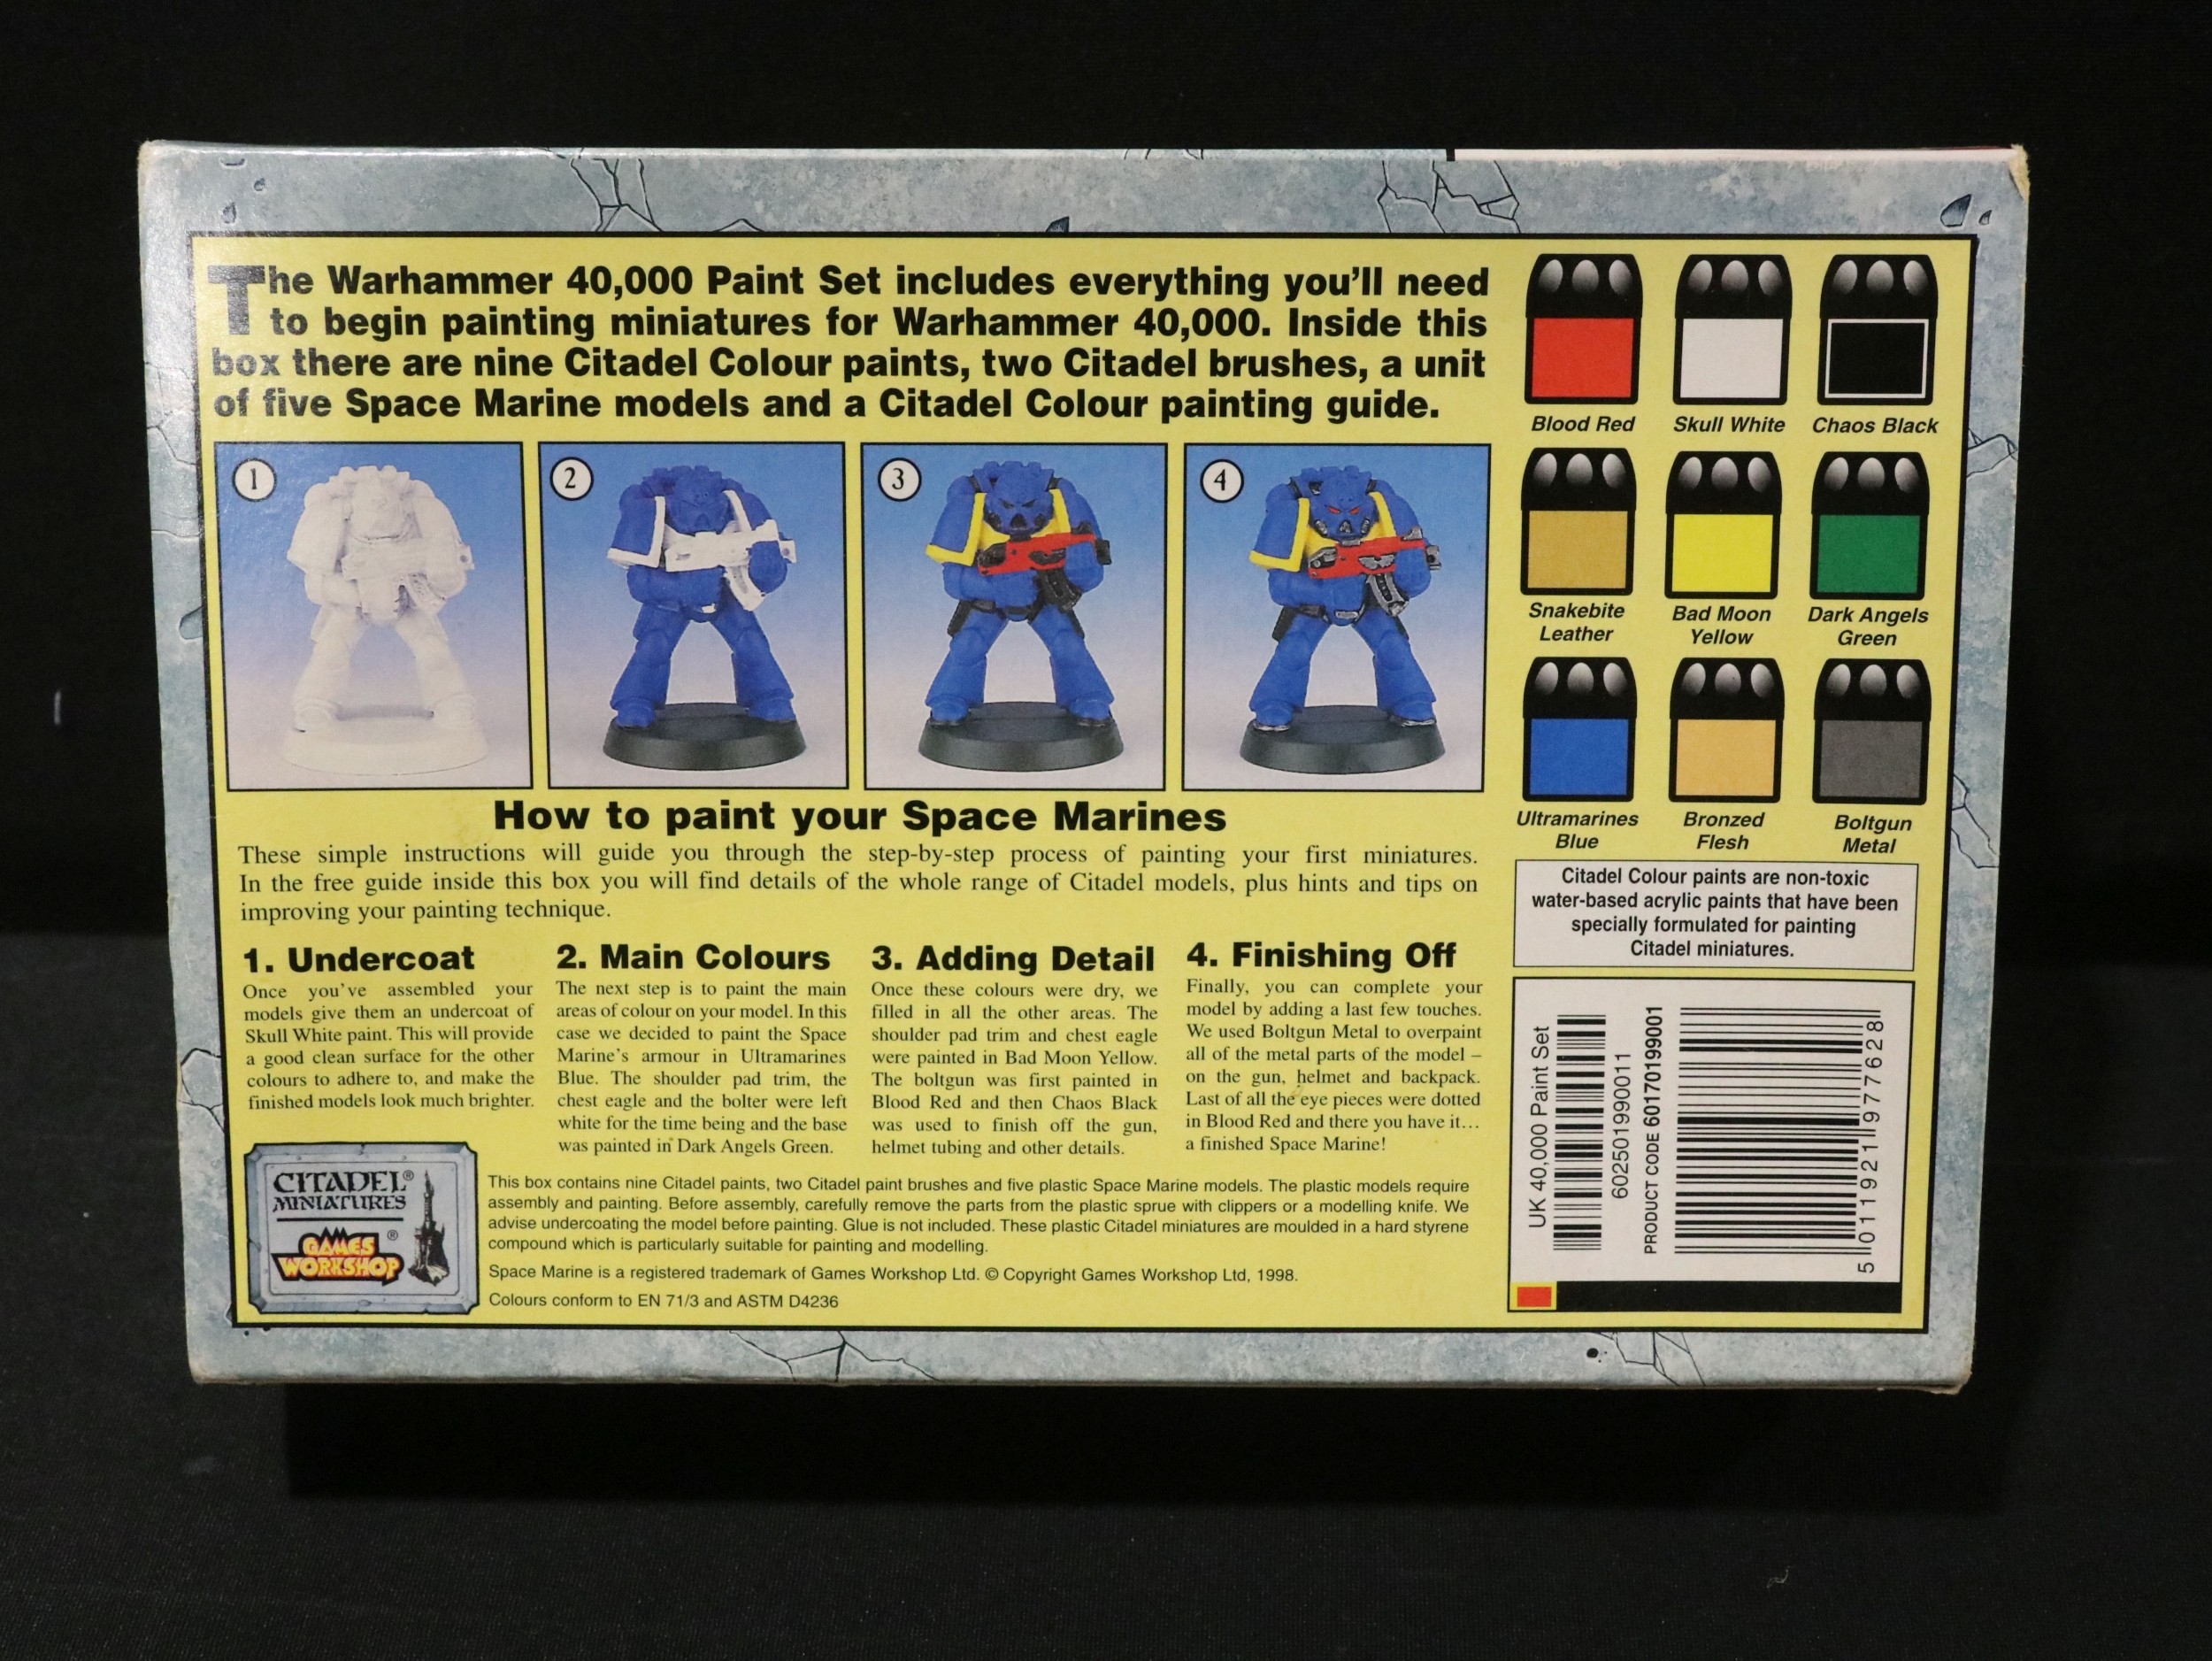 The Warhammer 40,000 Paint Set includes everything you'll need
to begin painting miniatures for Warhammer 40,000. Inside this
box there are nine Citadel Colour paints, two Citadel brushes, a unit
of five Space Marine models and a Citadel Colour painting guide.
1
2
3
4
How to paint your Space Marines
These simple instructions will guide you through the step-by-step process of painting your first miniatures.
In the free guide inside this box you will find details of the whole range of Citadel models, plus hints and tips on
improving your painting technique.
1. Undercoat
Once you've assembled your
models give them an undercoat of
Skull White paint. This will provide
a good clean surface for the other
colours to adhere to, and make the
finished models look much brighter.
2. Main Colours
The next step is to paint the main
areas of colour on your model. In this
case we decided to paint the Space
Marine's armour in Ultramarines
Blue. The shoulder pad trim, the
chest eagle and the bolter were left
white for the time being and the base
was painted in Dark Angels Green.
3. Adding Detail
Once these colours were dry, we
filled in all the other areas. The
shoulder pad trim and chest eagle
were painted in Bad Moon Yellow.
The boltgun was first painted in
Blood Red and then Chaos Black
was used to finish off the gun,
helmet tubing and other details.
4. Finishing Off
Finally, you can complete your
model by adding a last few touches.
We used Boltgun Metal to overpaint
all of the metal parts of the model –
on the gun, helmet and backpack.
Last of all the eye pieces were dotted
in Blood Red and there you have it…
a finished Space Marine!
CITADEL®
MINIATURES
GAMES ®
WORKSHOP
This box contains nine Citadel paints, two Citadel paint brushes and five plastic Space Marine models. The plastic models require
assembly and painting. Before assembly, carefully remove the parts from the plastic sprue with clippers or a modelling knife. We
advise undercoating the model before painting. Glue is not included. These plastic Citadel miniatures are moulded in a hard styrene
compound which is particularly suitable for painting and modelling.
Space Marine is a registered trademark of Games Workshop Ltd. © Copyright Games Workshop Ltd, 1998.
Colours conform to EN 71/3 and ASTM D4236
Blood Red
Skull White
Chaos Black
Snakebite
Leather
Bad Moon
Yellow
Dark Angels
Green
Ultramarines
Blue
Bronzed
Flesh
Boltgun
Metal
Citadel Colour paints are non-toxic
water-based acrylic paints that have been
specially formulated for painting
Citadel miniatures.
UK 40,000 Paint Set
60250199011
PRODUCT CODE 60170199001
5 011921 977628